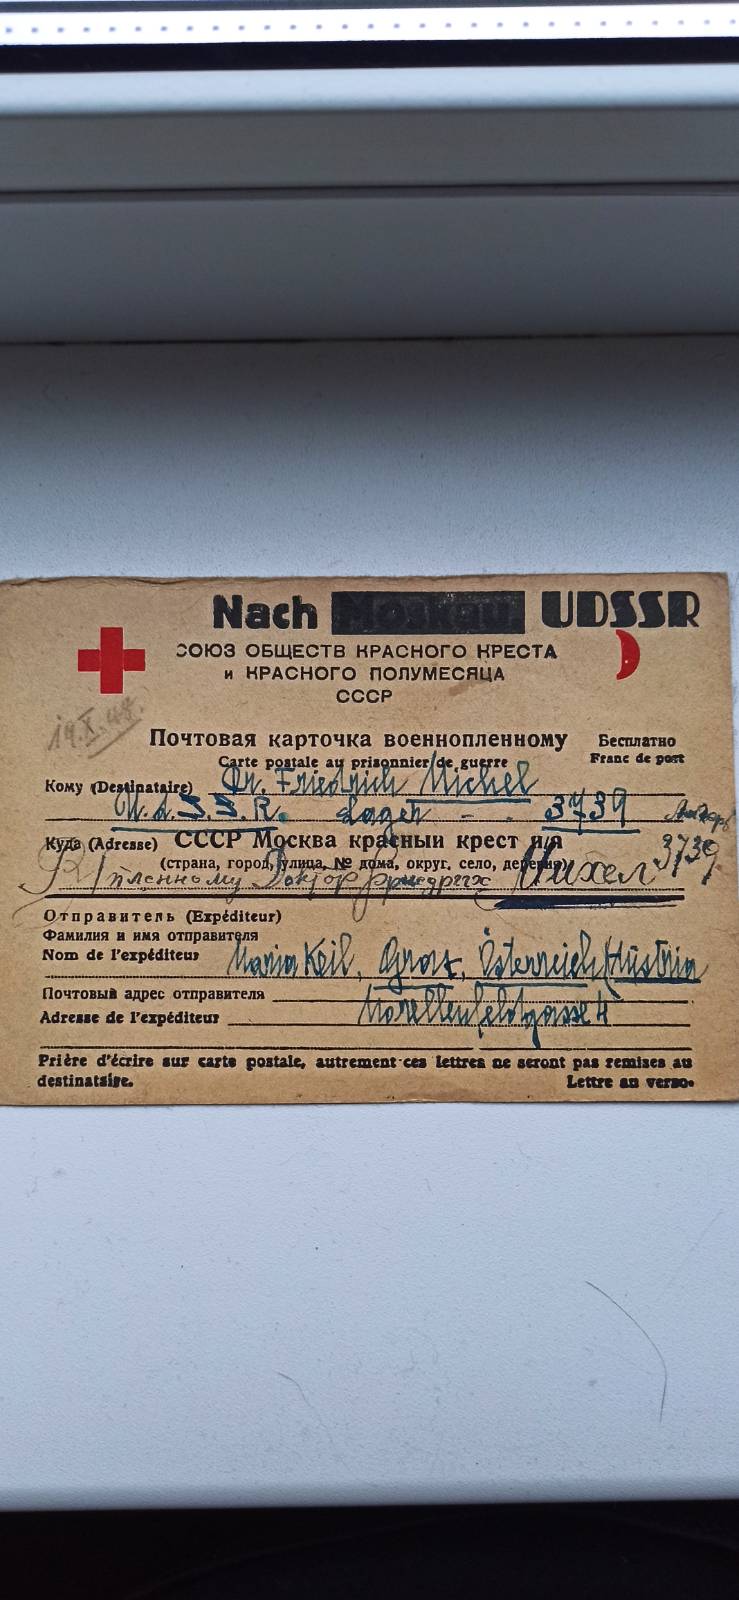 Nach Moskau UDSSR
СОЮЗ ОБЩЕСТВ КРАСНОГО КРЕСТА
и КРАСНОГО ПОЛУМЕСЯЦА
СССР
19.X.48.
Почтовая карточка военнопленному Бесплатно
Carte postale au prisonnier de guerre Franc de port
Кому (Destinataire) Dr. Friedrich Michel
U.d.S.S.R. Lager - . 3739
Куда (Adresse) СССР Москва красный крест п/я 3739
(страна, город, улица, № дома, округ. село, деревня)
пленному Доктор Фридрих Михел
Отправитель (Expéditeur)
Фамилия и имя отправителя
Nom de l'expéditeur Maria Keil, Graz, Österreich/Austria
Почтовый адрес отправителя
Adresse de l'expéditeur Morellenfeldgasse 4
Prière d'écrire sur carte postale, autrement ces lettres ne seront pas remises au
destinataire. Lettre au verso.